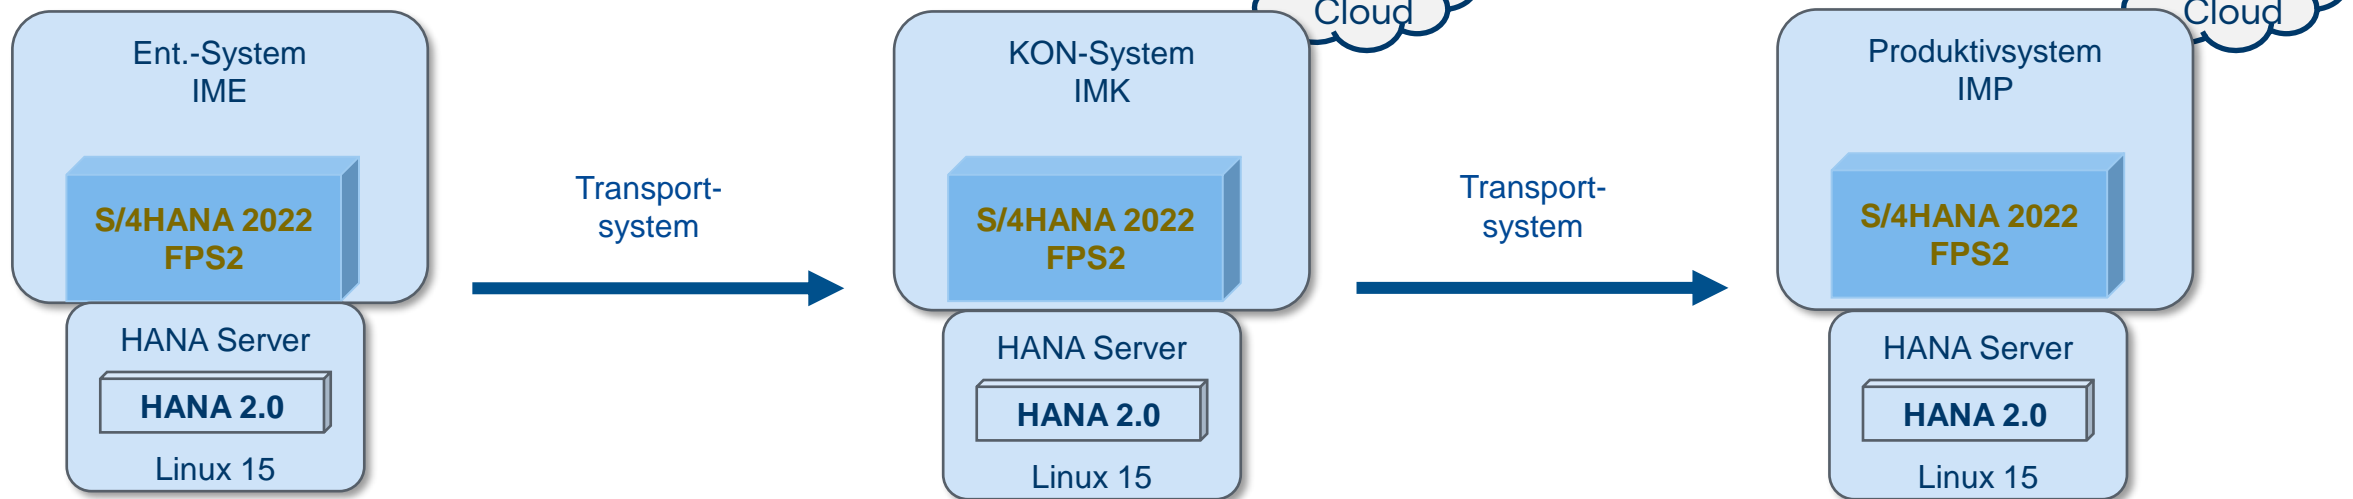 Ent.-System
IME
S/4HANA 2022
FPS2
HANA Server
HANA 2.0
Linux 15
Transport-
system
Cloud
KON-System
IMK
S/4HANA 2022
FPS2
HANA Server
HANA 2.0
Linux 15
Transport-
system
Cloud
Produktivsystem
IMP
S/4HANA 2022
FPS2
HANA Server
HANA 2.0
Linux 15